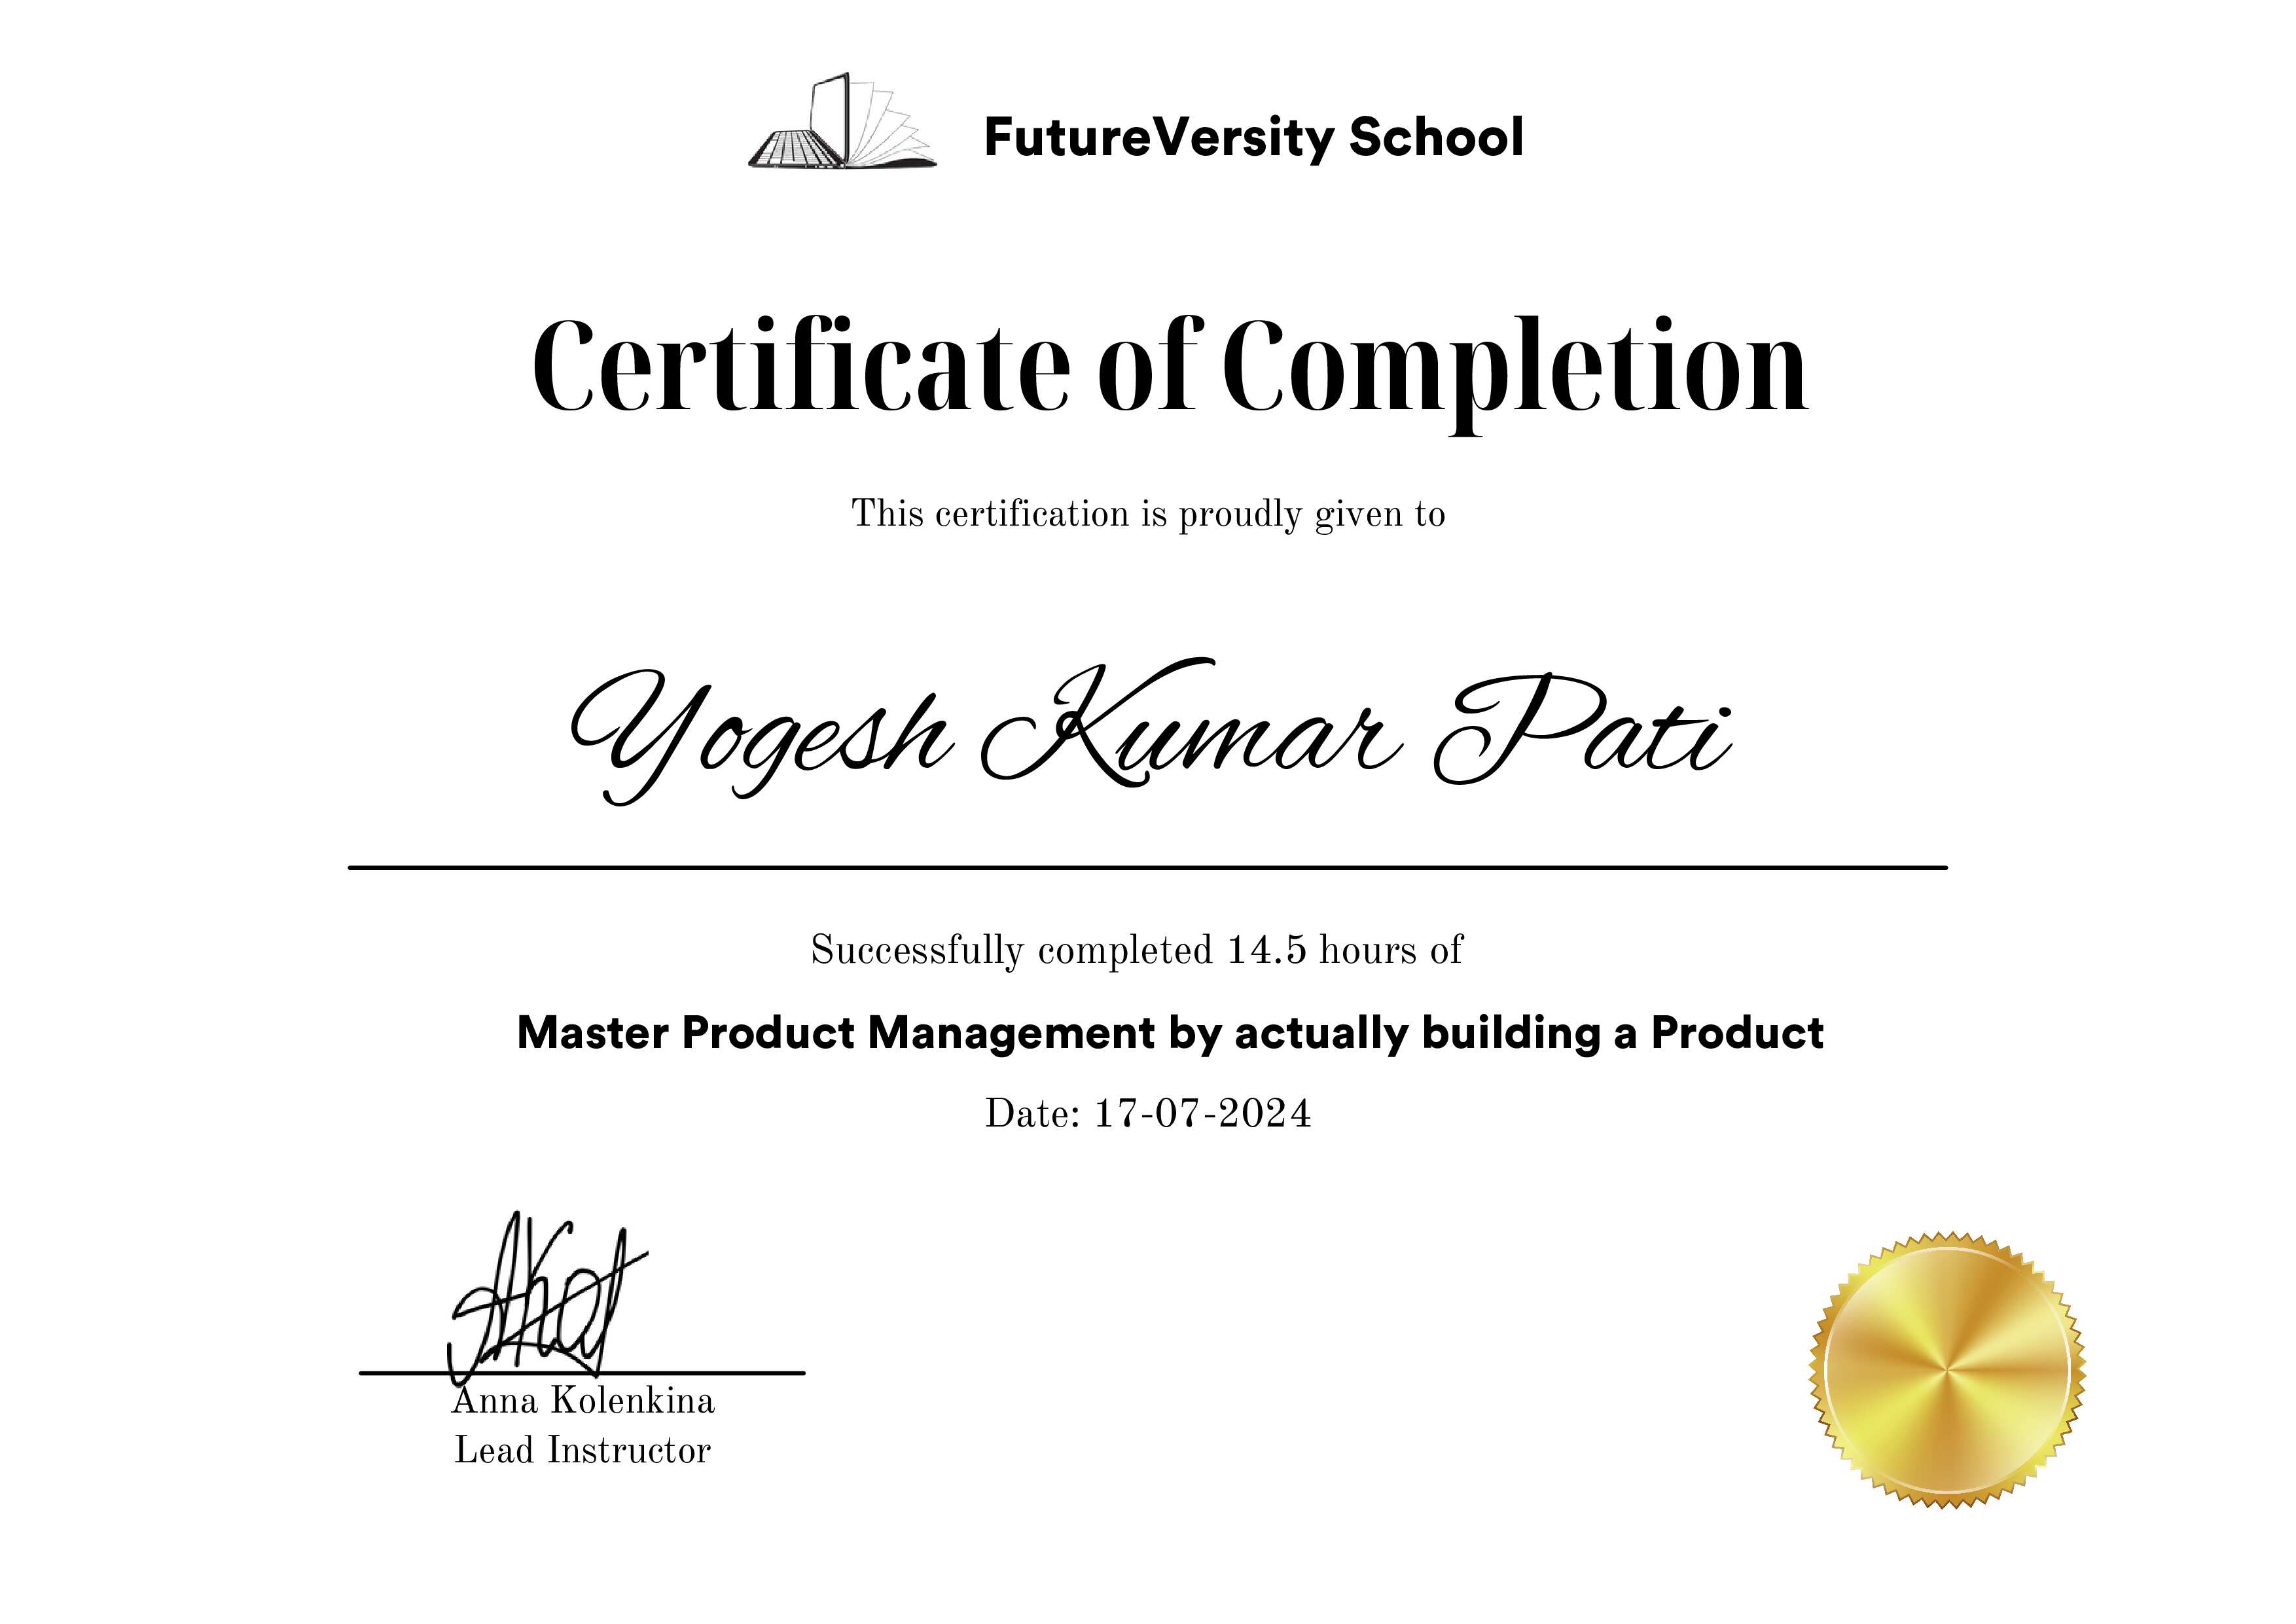 FutureVersity School
Certificate of Completion
This certification is proudly given to
Yogesh Kumar Pati
Successfully completed 14.5 hours of
Master Product Management by actually building a Product
Date: 17-07-2024
Anna Kolenkina
Lead Instructor